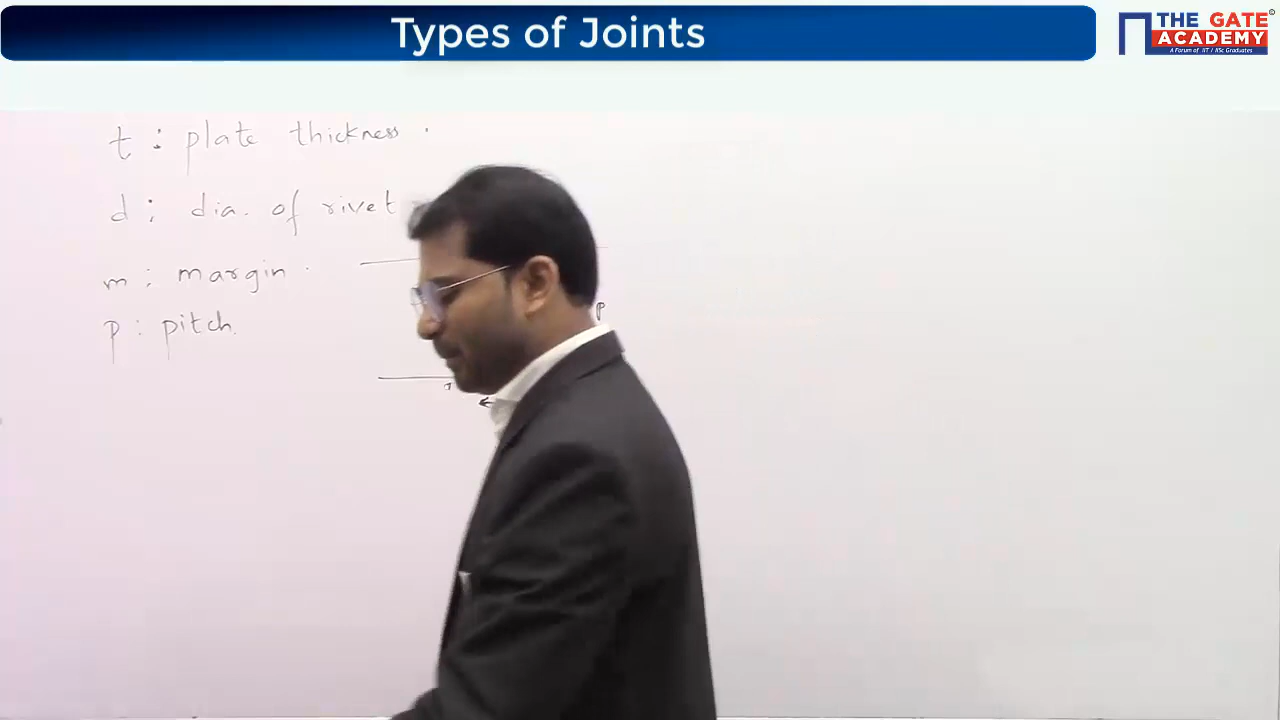 Types of Joints
THE GATE
ACADEMY
A Forum of IIT / IISc Graduates
©
t : plate thickness.
d : dia. of rivet
m : margin.
p : pitch.
P